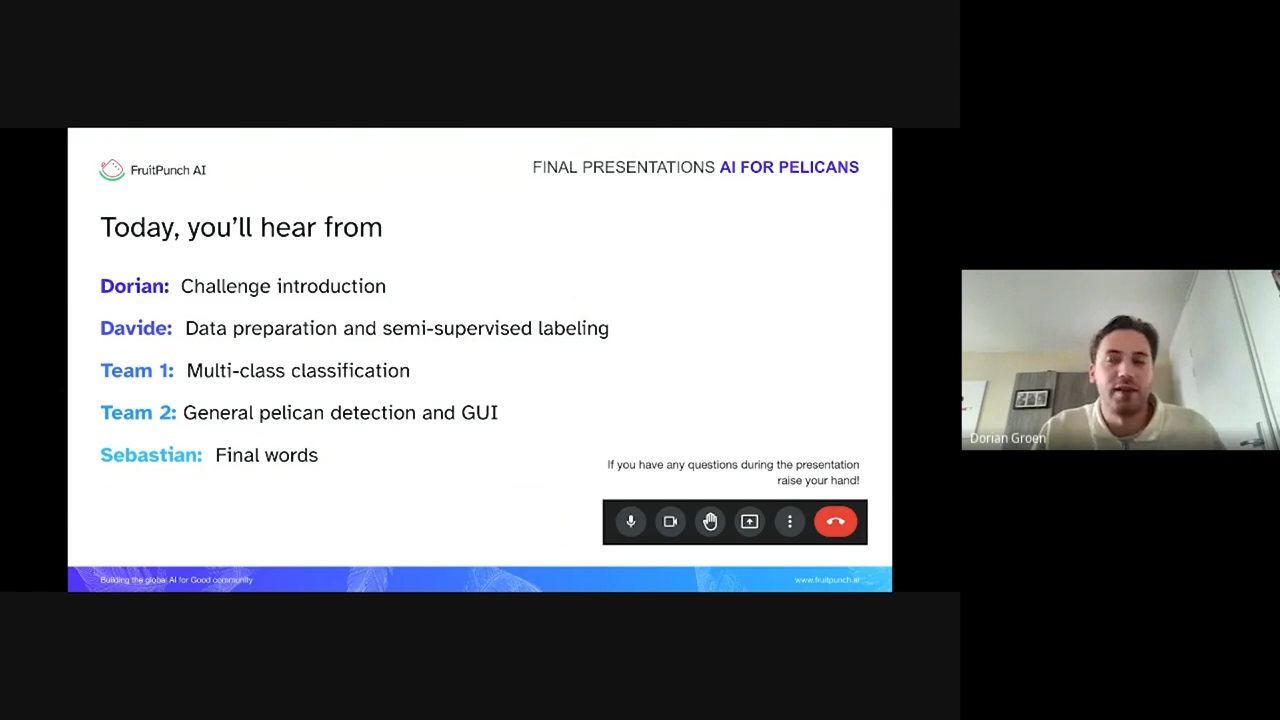 FruitPunch AI
FINAL PRESENTATIONS AI FOR PELICANS
Today, you’ll hear from
Dorian: Challenge introduction
Davide: Data preparation and semi-supervised labeling
Team 1: Multi-class classification
Team 2: General pelican detection and GUI
Sebastian: Final words
If you have any questions during the presentation
raise your hand!
Building the global AI for Good community
www.fruitpunch.ai
Dorian Groen